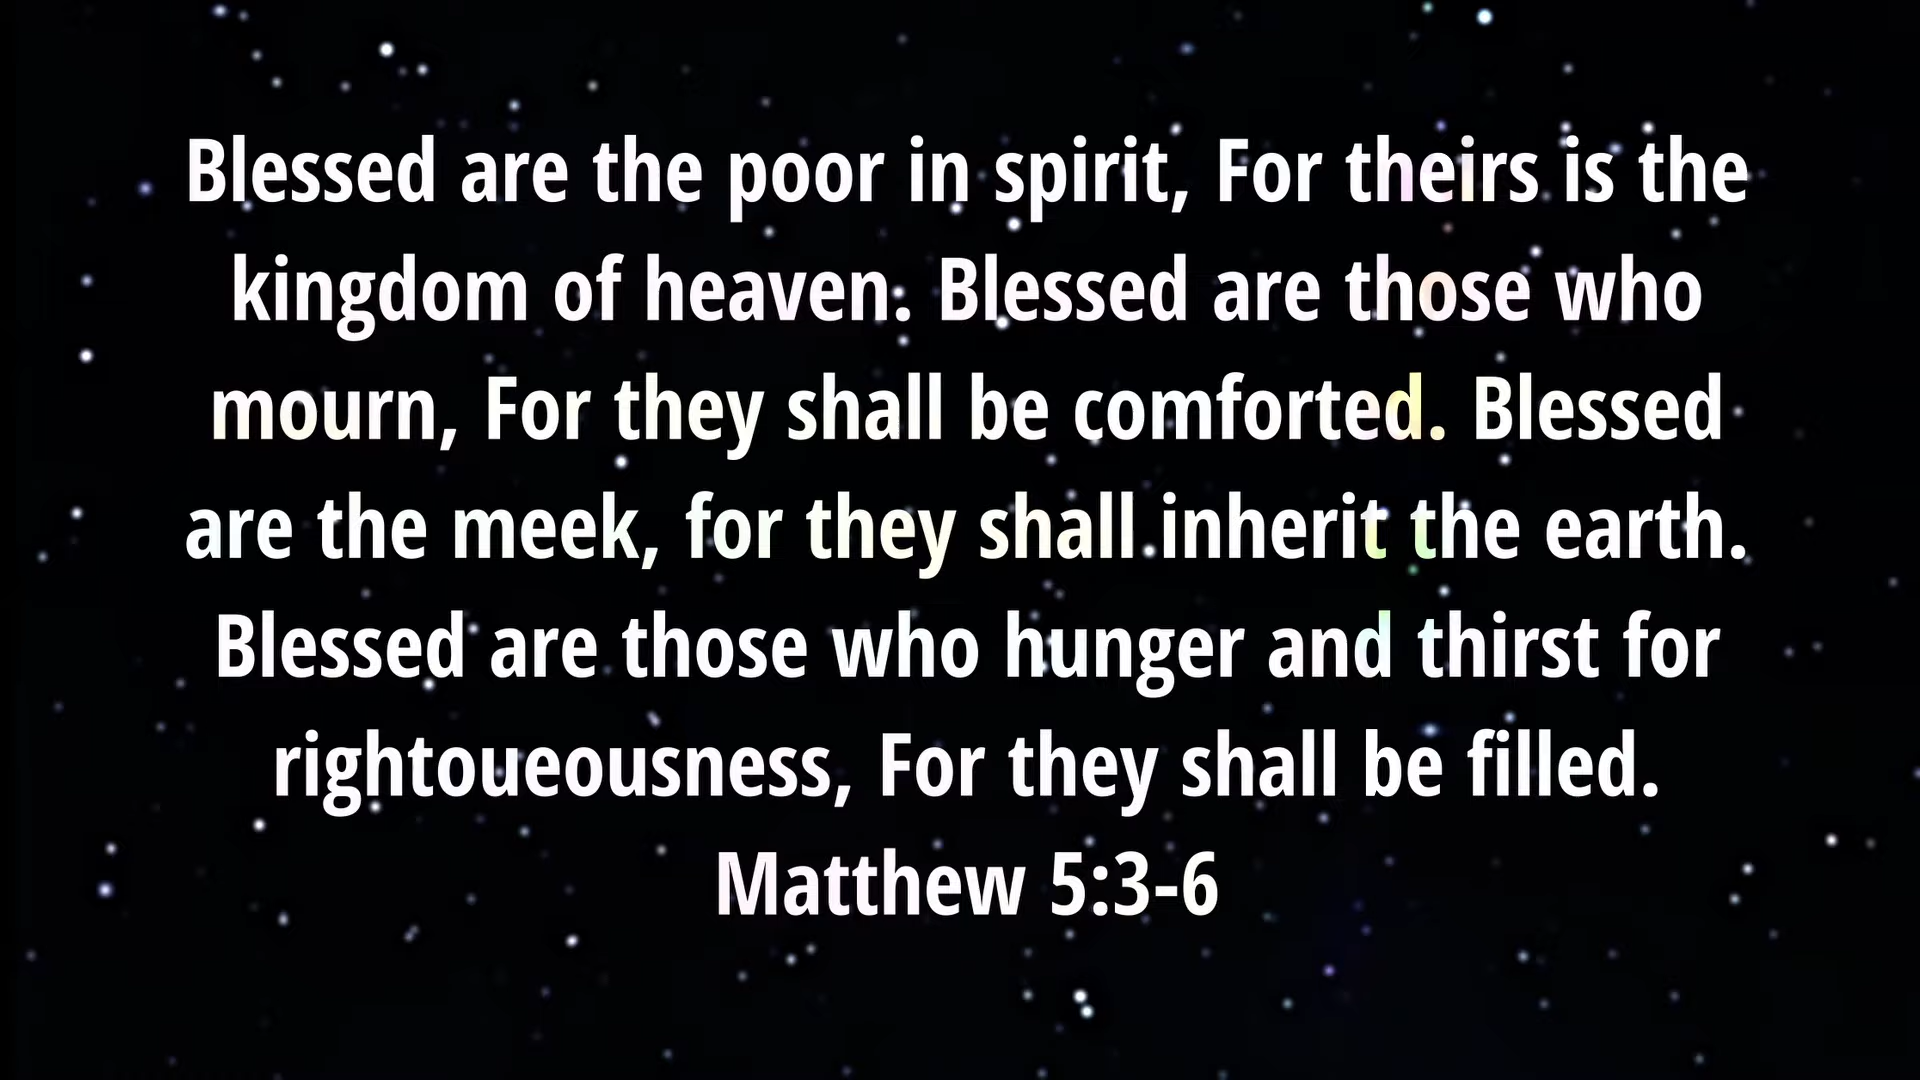 Blessed are the poor in spirit, For theirs is the
kingdom of heaven. Blessed are those who
mourn, For they shall be comforted. Blessed
are the meek, for they shall inherit the earth.
Blessed are those who hunger and thirst for
rightoueousness, For they shall be filled.
Matthew 5:3-6